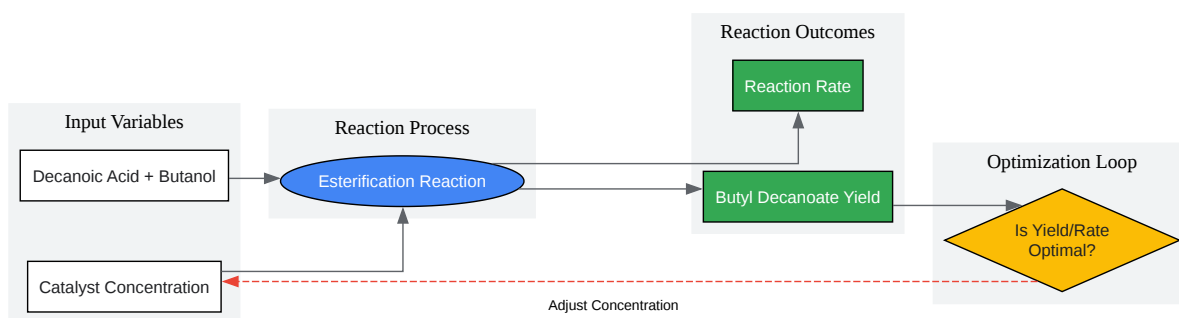 Input Variables
Decanoic Acid + Butanol
Catalyst Concentration
Reaction Process
Esterification Reaction
Reaction Outcomes
Reaction Rate
Butyl Decanoate Yield
Optimization Loop
Is Yield/Rate
Optimal?
Adjust Concentration